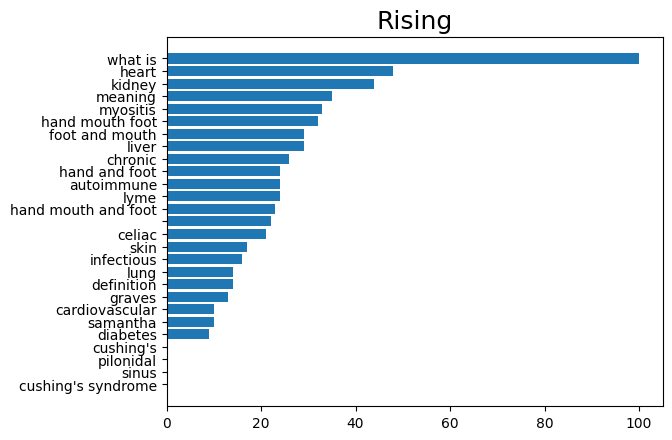 Rising
what is
heart
kidney
meaning
myositis
hand mouth foot
foot and mouth
liver
chronic
hand and foot
autoimmune
lyme
hand mouth and foot
celiac
skin
infectious
lung
definition
graves
cardiovascular
samantha
diabetes
cushing's
pilonidal
sinus
cushing's syndrome
0 20 40 60 80 100